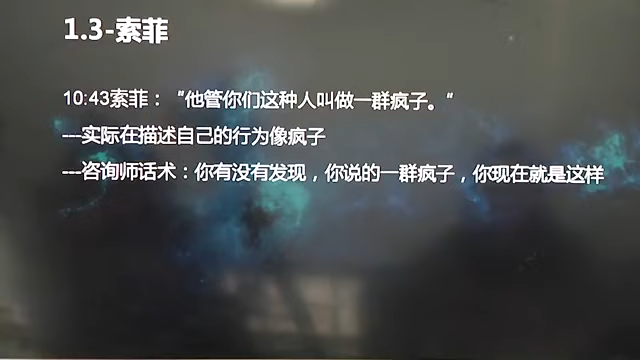 1.3-索菲
10:43索菲：“他管你们这种人叫做一群疯子。”
---实际在描述自己的行为像疯子
---咨询师话术：你有没有发现，你说的一群疯子，你现在就是这样